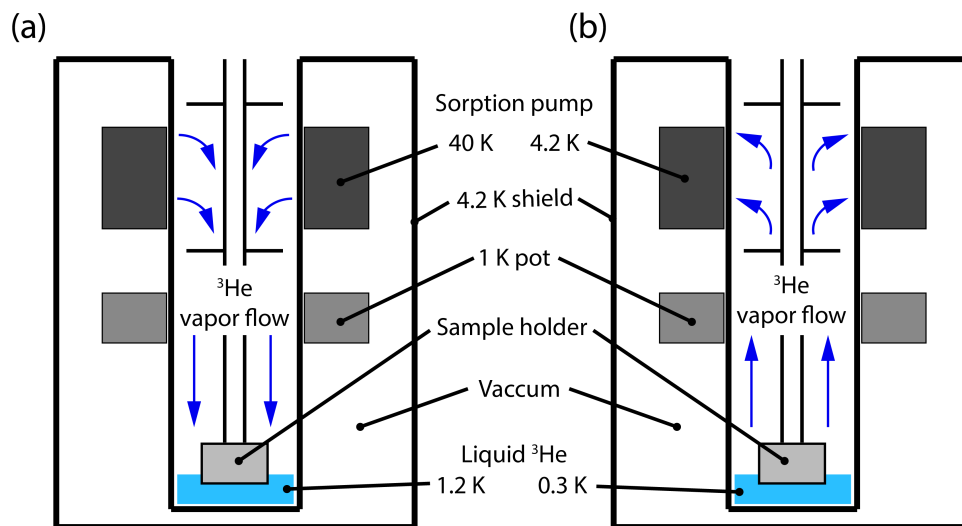 (a)
(b)
Sorption pump
40 K
4.2 K
4.2 K shield
1 K pot
³He
vapor flow
³He
vapor flow
Sample holder
Vaccum
Liquid ³He
1.2 K
0.3 K